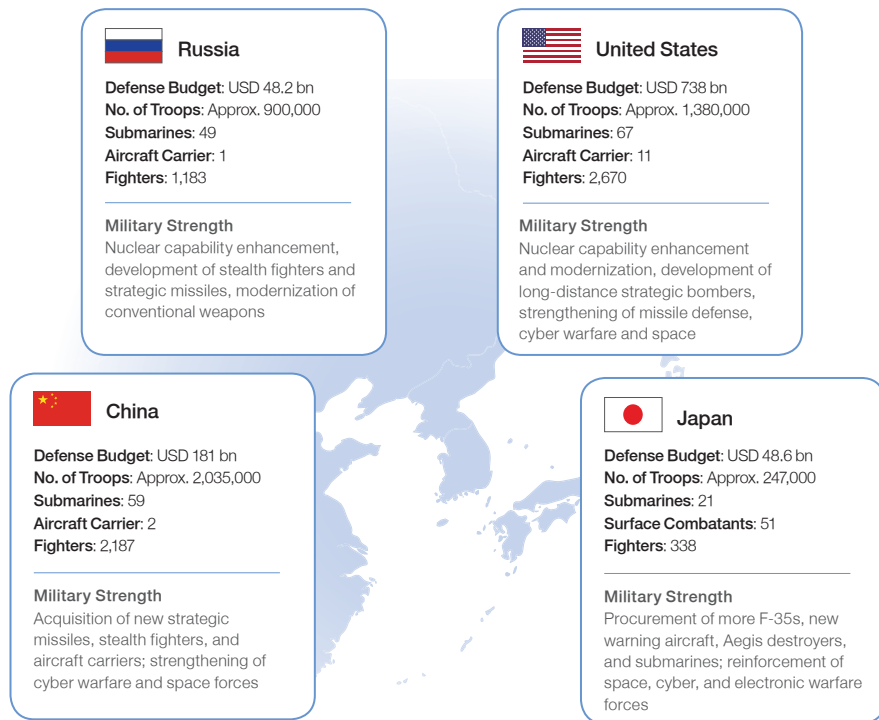 Russia
Defense Budget: USD 48.2 bn
No. of Troops: Approx. 900,000
Submarines: 49
Aircraft Carrier: 1
Fighters: 1,183
Military Strength
Nuclear capability enhancement,
development of stealth fighters and
strategic missiles, modernization of
conventional weapons
United States
Defense Budget: USD 738 bn
No. of Troops: Approx. 1,380,000
Submarines: 67
Aircraft Carrier: 11
Fighters: 2,670
Military Strength
Nuclear capability enhancement
and modernization, development of
long-distance strategic bombers,
strengthening of missile defense,
cyber warfare and space
China
Defense Budget: USD 181 bn
No. of Troops: Approx. 2,035,000
Submarines: 59
Aircraft Carrier: 2
Fighters: 2,187
Military Strength
Acquisition of new strategic
missiles, stealth fighters, and
aircraft carriers; strengthening of
cyber warfare and space forces
Japan
Defense Budget: USD 48.6 bn
No. of Troops: Approx. 247,000
Submarines: 21
Surface Combatants: 51
Fighters: 338
Military Strength
Procurement of more F-35s, new
warning aircraft, Aegis destroyers,
and submarines; reinforcement of
space, cyber, and electronic warfare
forces